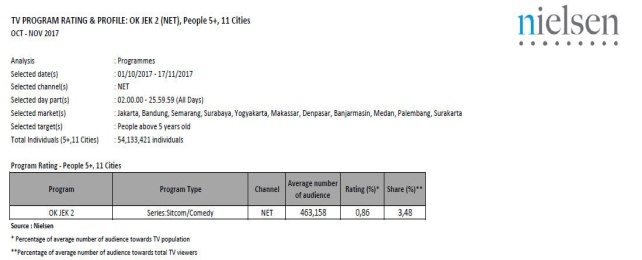 TV PROGRAM RATING & PROFILE: OK JEK 2 (NET), People 5+, 11 Cities
OCT - NOV 2017
nielsen
Analysis : Programmes
Selected date(s) : 01/10/2017 - 17/11/2017
Selected channel(s) : NET
Selected day part(s) : 02.00.00 - 25.59.59 (All Days)
Selected market(s) : Jakarta, Bandung, Semarang, Surabaya, Yogyakarta, Makassar, Denpasar, Banjarmasin, Medan, Palembang, Surakarta
Selected target(s) : People above 5 years old
Total Individuals (5+,11 Cities) : 54,133,421 individuals
Program Rating - People 5+, 11 Cities
Program Program Type Channel Average number of audience Rating (%)* Share (%)**
OK JEK 2 Series:Sitcom/Comedy NET 463,158 0,86 3,48
Source : Nielsen
* Percentage of average number of audience towards TV population
**Percentage of average number of audience towards total TV viewers